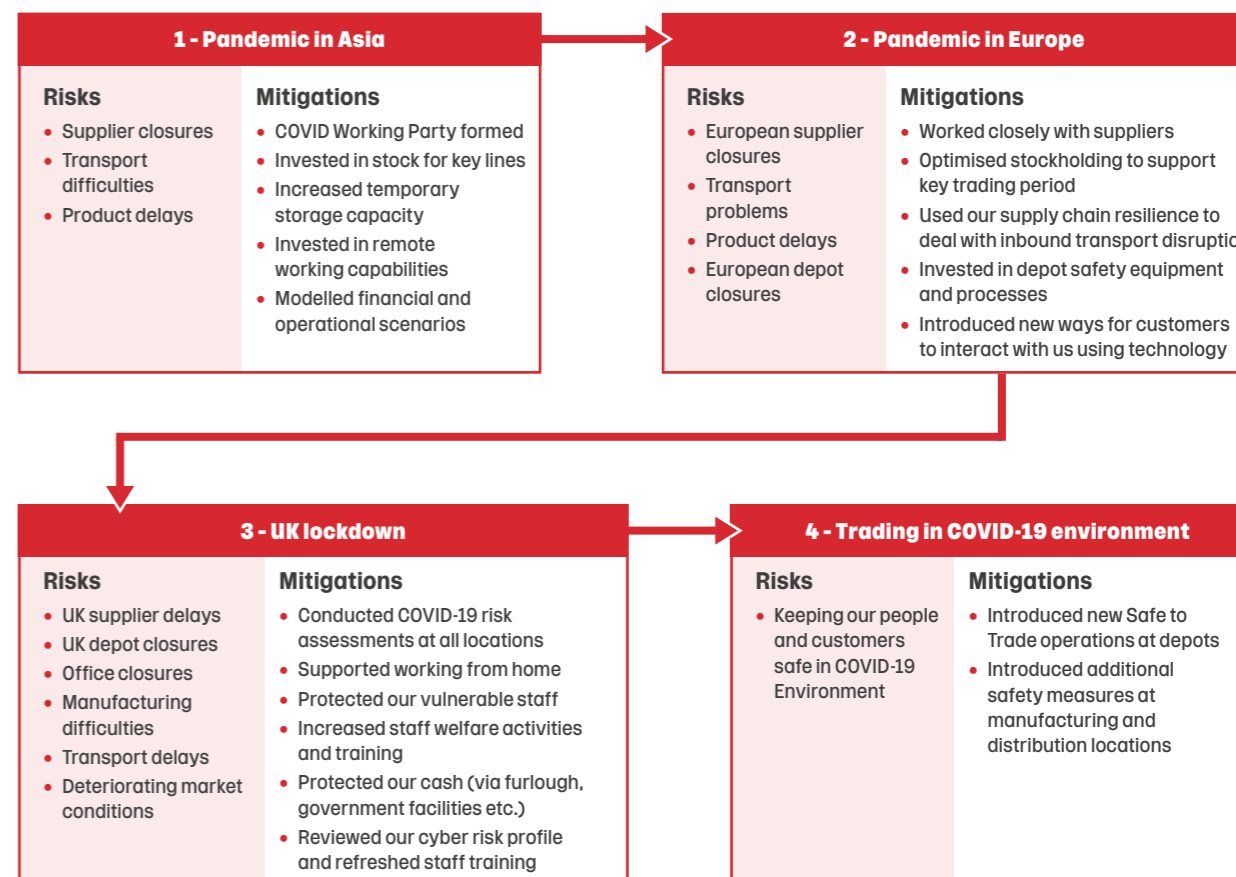 1 - Pandemic in Asia
Risks
• Supplier closures
• Transport
difficulties
• Product delays
Mitigations
• COVID Working Party formed
• Invested in stock for key lines
• Increased temporary
storage capacity
• Invested in remote
working capabilities
• Modelled financial and
operational scenarios
2 - Pandemic in Europe
Risks
• European supplier
closures
• Transport
problems
• Product delays
• European depot
closures
Mitigations
• Worked closely with suppliers
• Optimised stockholding to support
key trading period
• Used our supply chain resilience to
deal with inbound transport
• Invested in depot safety equipment
and processes
• Introduced new ways for customers
to interact with us using technology
3 - UK lockdown
Risks
• UK supplier delays
• UK depot closures
• Office closures
• Manufacturing
difficulties
• Transport delays
• Deteriorating market
conditions
Mitigations
• Conducted COVID-19 risk
assessments at all locations
• Supported working from home
• Protected our vulnerable staff
• Increased staff welfare activities
and training
• Protected our cash (via furlough,
government facilities etc.)
• Reviewed our cyber risk profile
and refreshed staff training
4 - Trading in COVID-19 environment
Risks
• Keeping our people
and customers
safe in COVID-19
Environment
Mitigations
• Introduced new Safe to
Trade operations at depots
• Introduced additional
safety measures at
manufacturing and
distribution locations